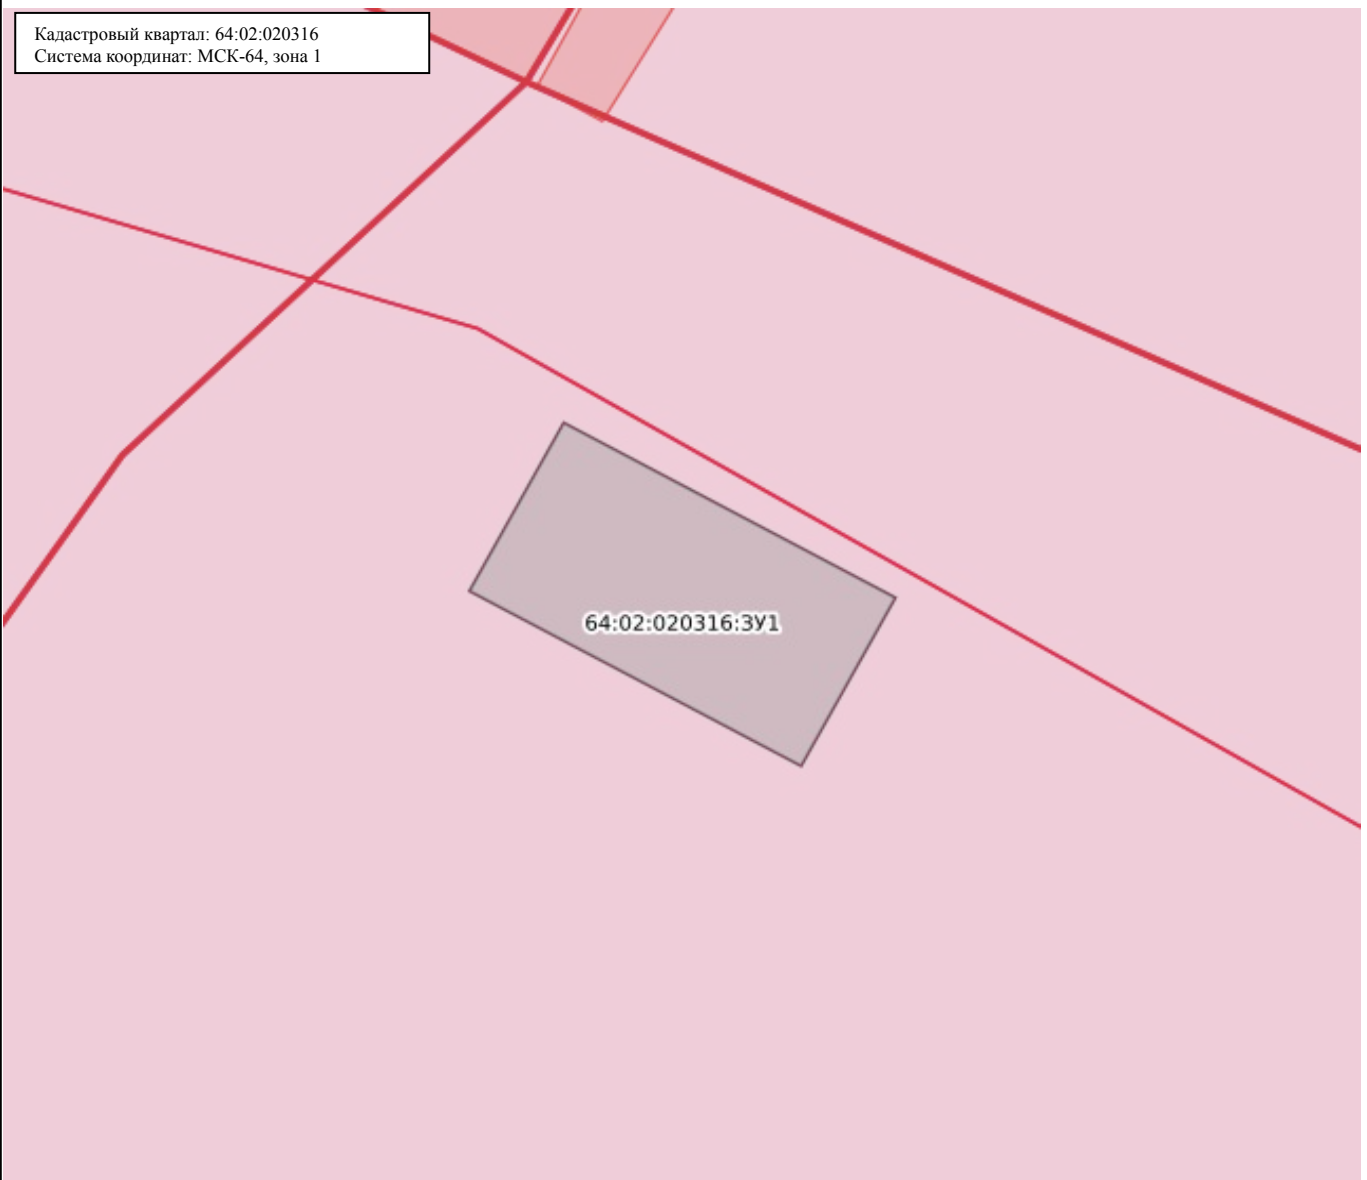 Кадастровый квартал: 64:02:020316
Система координат: МСК-64, зона 1
64:02:020316:ЗУ1